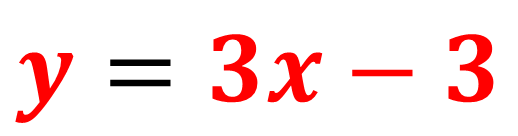 y = 3x − 3